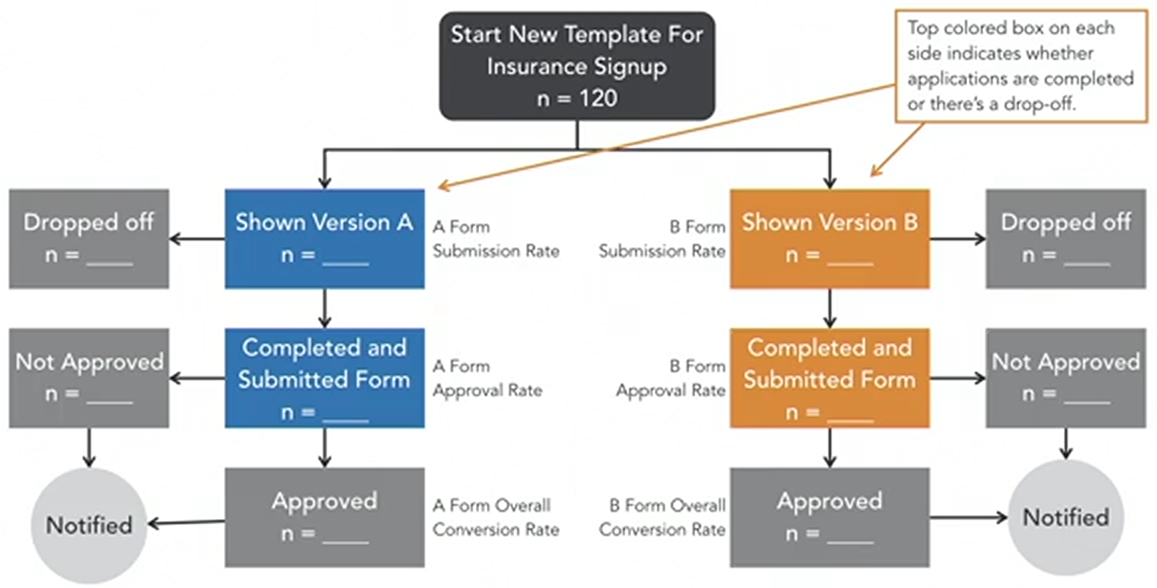 Start New Template For
Insurance Signup
n = 120
Top colored box on each
side indicates whether
applications are completed
or there's a drop-off.
Dropped off
n = ____
Shown Version A
n = ____
A Form
Submission Rate
B Form
Submission Rate
Shown Version B
n = ____
Dropped off
n = ____
Not Approved
n = ____
Completed and
Submitted Form
n = ____
A Form
Approval Rate
B Form
Approval Rate
Completed and
Submitted Form
n = ____
Not Approved
n = ____
Notified
Approved
n = ____
A Form Overall
Conversion Rate
B Form Overall
Conversion Rate
Approved
n = ____
Notified